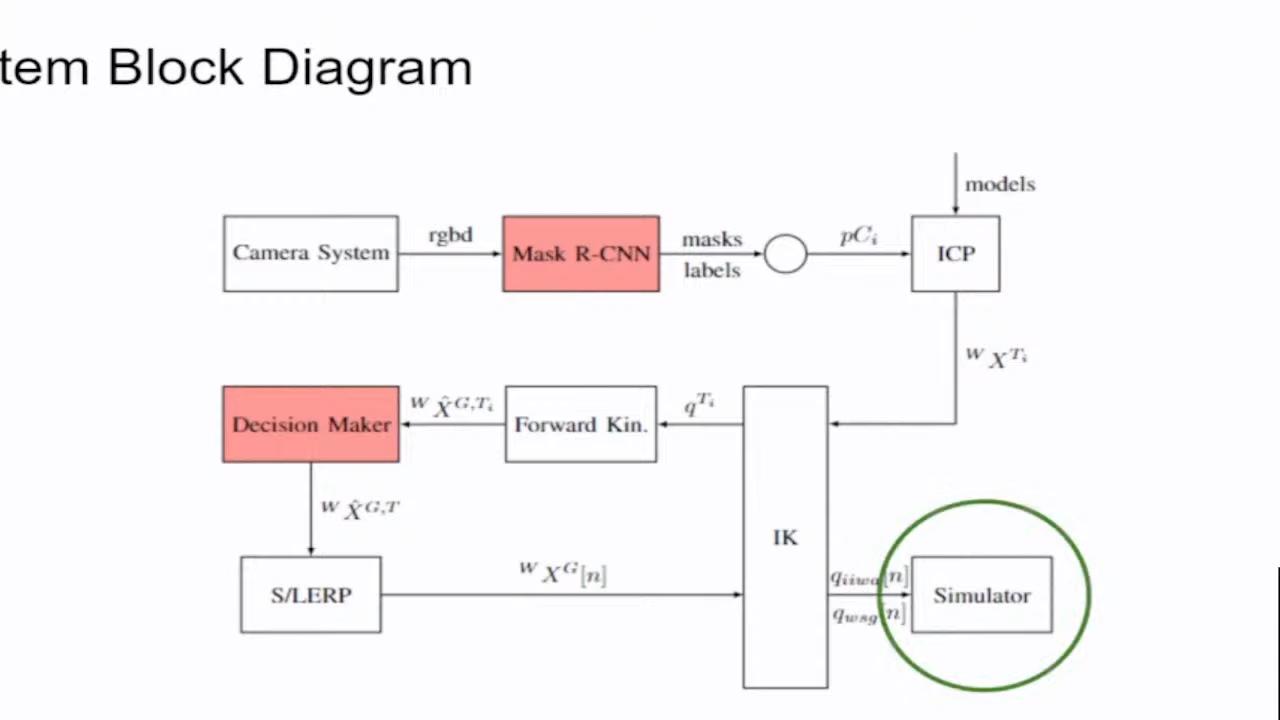 tem Block Diagram
models
Camera System
rgbd
Mask R-CNN
masks
labels
pCᵢ
ICP
ᵂXᵀⁱ
Decision Maker
ᵂX̂ᴳ,ᵀⁱ
Forward Kin.
qᵀⁱ
IK
ᵂX̂ᴳ,ᵀ
S/LERP
ᵂXᴳ[n]
q_iiwa[n]
q_wsg[n]
Simulator